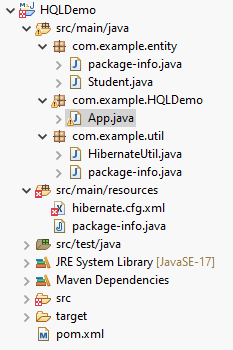 HQLDemo
src/main/java
com.example.entity
package-info.java
Student.java
com.example.HQLDemo
App.java
com.example.util
HibernateUtil.java
package-info.java
src/main/resources
hibernate.cfg.xml
package-info.java
src/test/java
JRE System Library [JavaSE-17]
Maven Dependencies
src
target
pom.xml